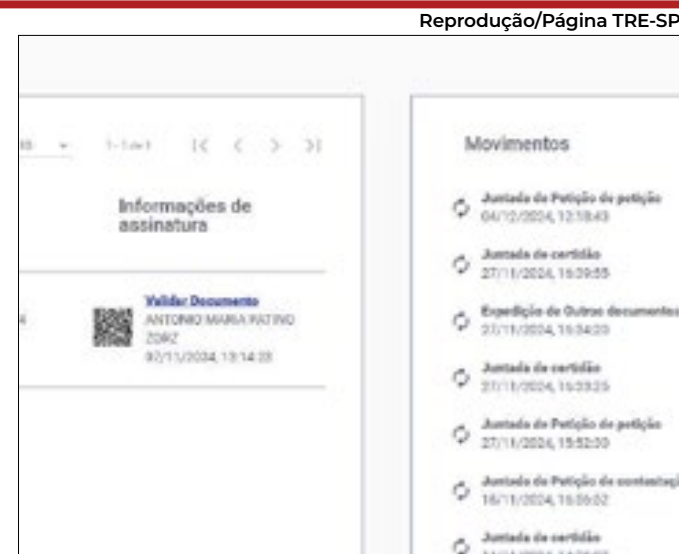 Reprodução/Página TRE-SP
1-1 de 1
Informações de
assinatura
Validar Documento
ANTONIO MARIA PATINO
ZORZ
07/11/2024, 13:14:23
Movimentos
Juntada de Petição de petição
04/12/2024, 12:18:43
Juntada de certidão
27/11/2024, 16:39:55
Expedição de Outros documentos
27/11/2024, 16:34:20
Juntada de certidão
27/11/2024, 16:33:25
Juntada de Petição de petição
27/11/2024, 15:52:30
Juntada de Petição de contestaç
18/11/2024, 16:06:02
Juntada de certidão